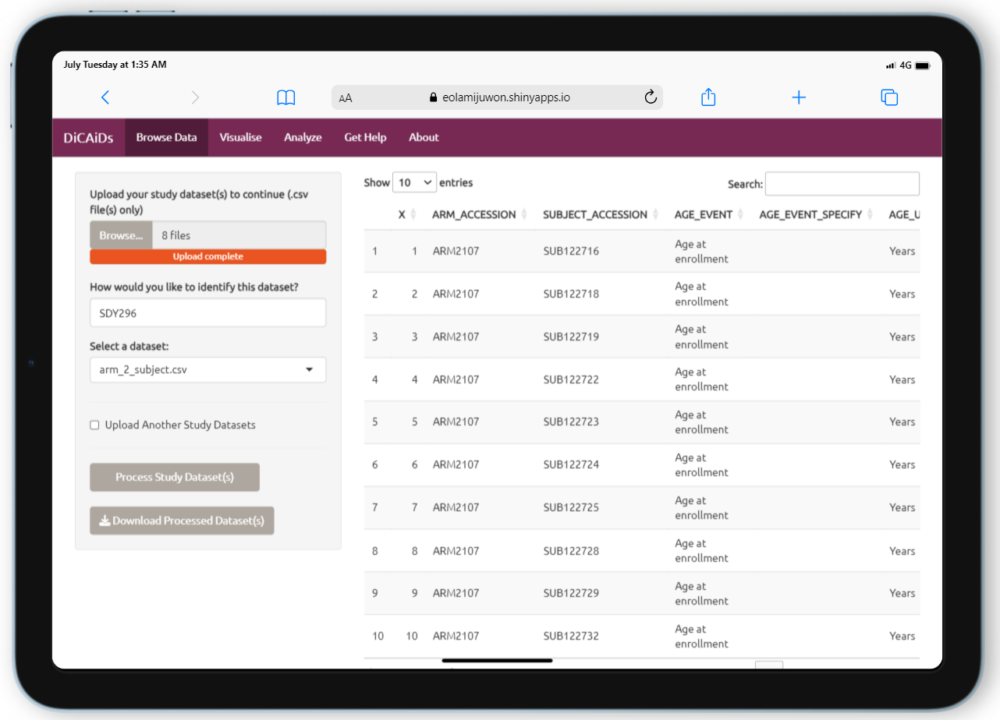 July Tuesday at 1:35 AM
4G
AA
eolamijuwon.shinyapps.io
DiCAiDs Browse Data Visualise Analyze Get Help About
Upload your study dataset(s) to continue (.csv
file(s) only)
Browse... 8 files
Upload complete
How would you like to identify this dataset?
SDY296
Select a dataset:
arm_2_subject.csv
Upload Another Study Datasets
Process Study Dataset(s)
Download Processed Dataset(s)
Show 10 entries
Search:
X ARM_ACCESSION SUBJECT_ACCESSION AGE_EVENT AGE_EVENT_SPECIFY AGE_U
1 1 ARM2107 SUB122716 Age at Years
enrollment
2 2 ARM2107 SUB122718 Age at Years
enrollment
3 3 ARM2107 SUB122719 Age at Years
enrollment
4 4 ARM2107 SUB122722 Age at Years
enrollment
5 5 ARM2107 SUB122723 Age at Years
enrollment
6 6 ARM2107 SUB122724 Age at Years
enrollment
7 7 ARM2107 SUB122725 Age at Years
enrollment
8 8 ARM2107 SUB122728 Age at Years
enrollment
9 9 ARM2107 SUB122729 Age at Years
enrollment
10 10 ARM2107 SUB122732 Age at Years
enrollment